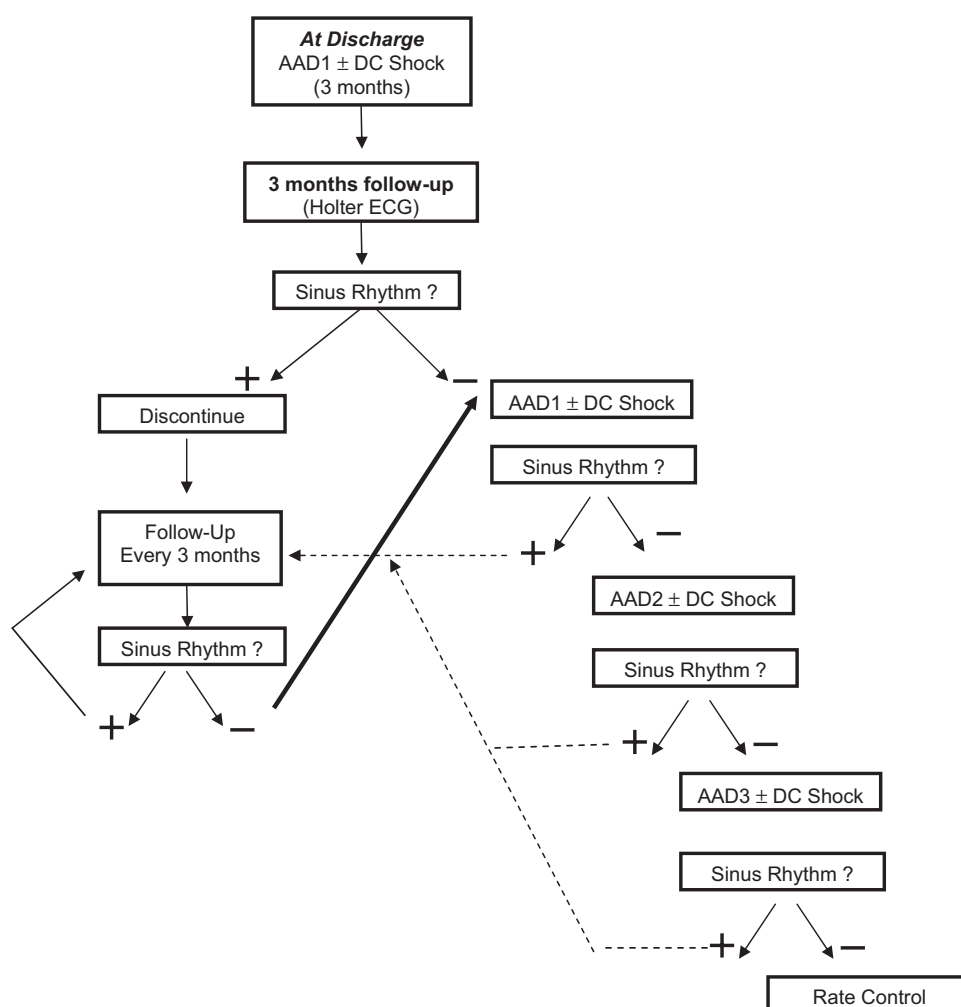 At Discharge
AAD1 ± DC Shock
(3 months)
3 months follow-up
(Holter ECG)
Sinus Rhythm ?
+
−
Discontinue
AAD1 ± DC Shock
Sinus Rhythm ?
Follow-Up
Every 3 months
+
−
AAD2 ± DC Shock
Sinus Rhythm ?
Sinus Rhythm ?
+
−
+
−
AAD3 ± DC Shock
Sinus Rhythm ?
+
−
Rate Control